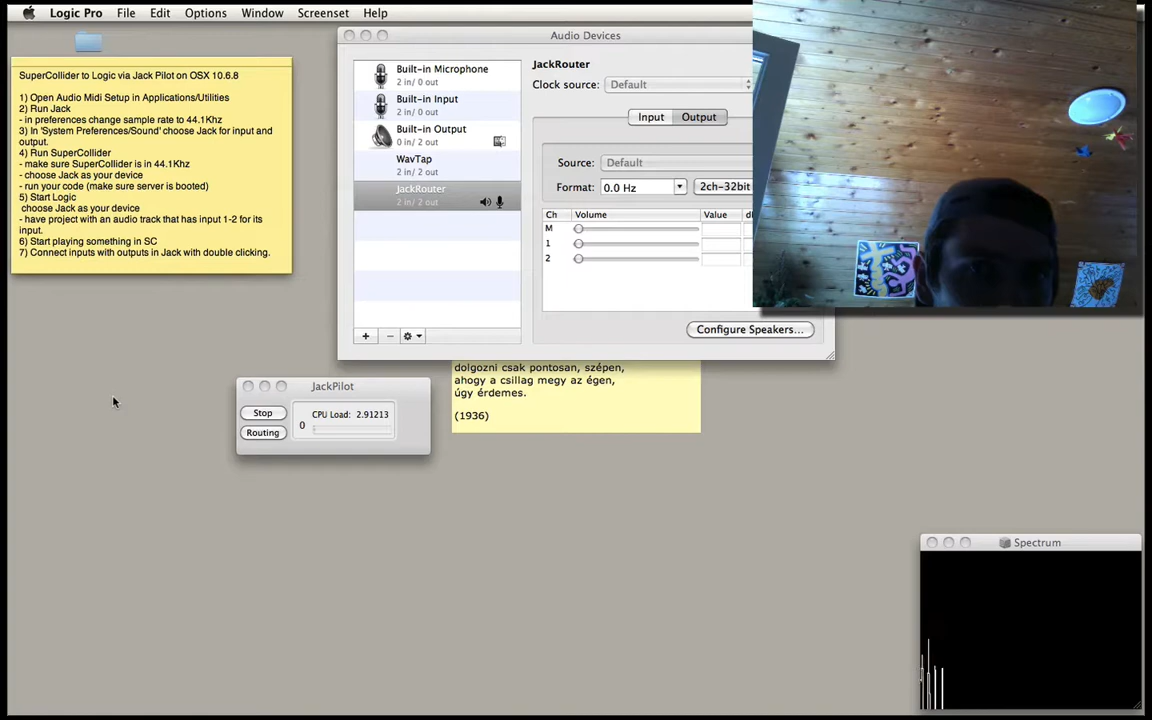 Logic Pro File Edit Options Window Screenset Help
SuperCollider to Logic via Jack Pilot on OSX 10.6.8
1) Open Audio Midi Setup in Applications/Utilities
2) Run Jack
- in preferences change sample rate to 44.1Khz
3) In 'System Preferences/Sound' choose Jack for input and
output.
4) Run SuperCollider
- make sure SuperCollider is in 44.1Khz
- choose Jack as your device
- run your code (make sure server is booted)
5) Start Logic
choose Jack as your device
- have project with an audio track that has input 1-2 for its
input.
6) Start playing something in SC
7) Connect inputs with outputs in Jack with double clicking.
Audio Devices
Built-in Microphone
2 in/ 0 out
Built-in Input
2 in/ 0 out
Built-in Output
0 in/ 2 out
WavTap
2 in/ 2 out
JackRouter
2 in/ 2 out
JackRouter
Clock source: Default
Input Output
Source: Default
Format: 0.0 Hz 2ch-32bit
Ch Volume Value
M
1
2
Configure Speakers...
dolgozni csak pontosan, szépen,
ahogy a csillag megy az égen,
úgy érdemes.
(1936)
JackPilot
Stop
Routing
0
CPU Load: 2.91213
Spectrum